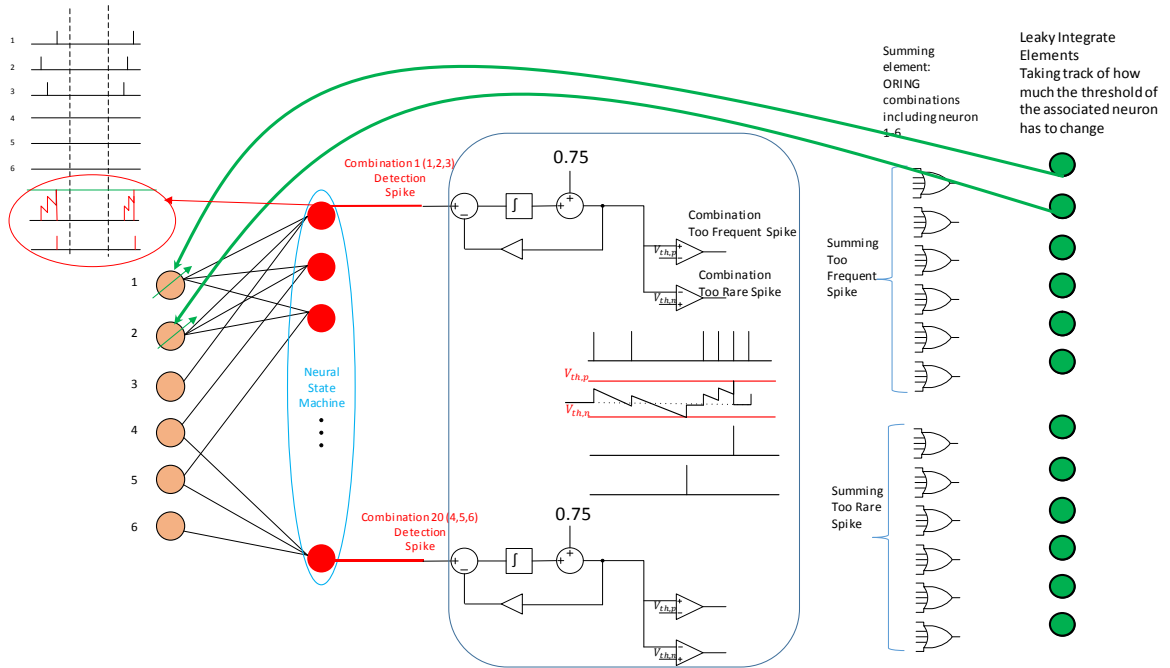 1
2
3
4
5
6
1
2
3
4
5
6
Combination 1 (1,2,3)
Detection
Spike
Neural
State
Machine
Combination 20 (4,5,6)
Detection
Spike
+
−
∫
+
+
0.75
V_th,p
+
−
V_th,n
−
+
Combination
Too Frequent Spike
Combination
Too Rare Spike
V_th,p
V_th,n
+
−
∫
+
+
0.75
V_th,p
+
−
V_th,n
−
+
Summing
element:
ORING
combinations
including neuron
1-6
Summing
Too
Frequent
Spike
Summing
Too Rare
Spike
Leaky Integrate
Elements
Taking track of how
much the threshold of
the associated neuron
has to change